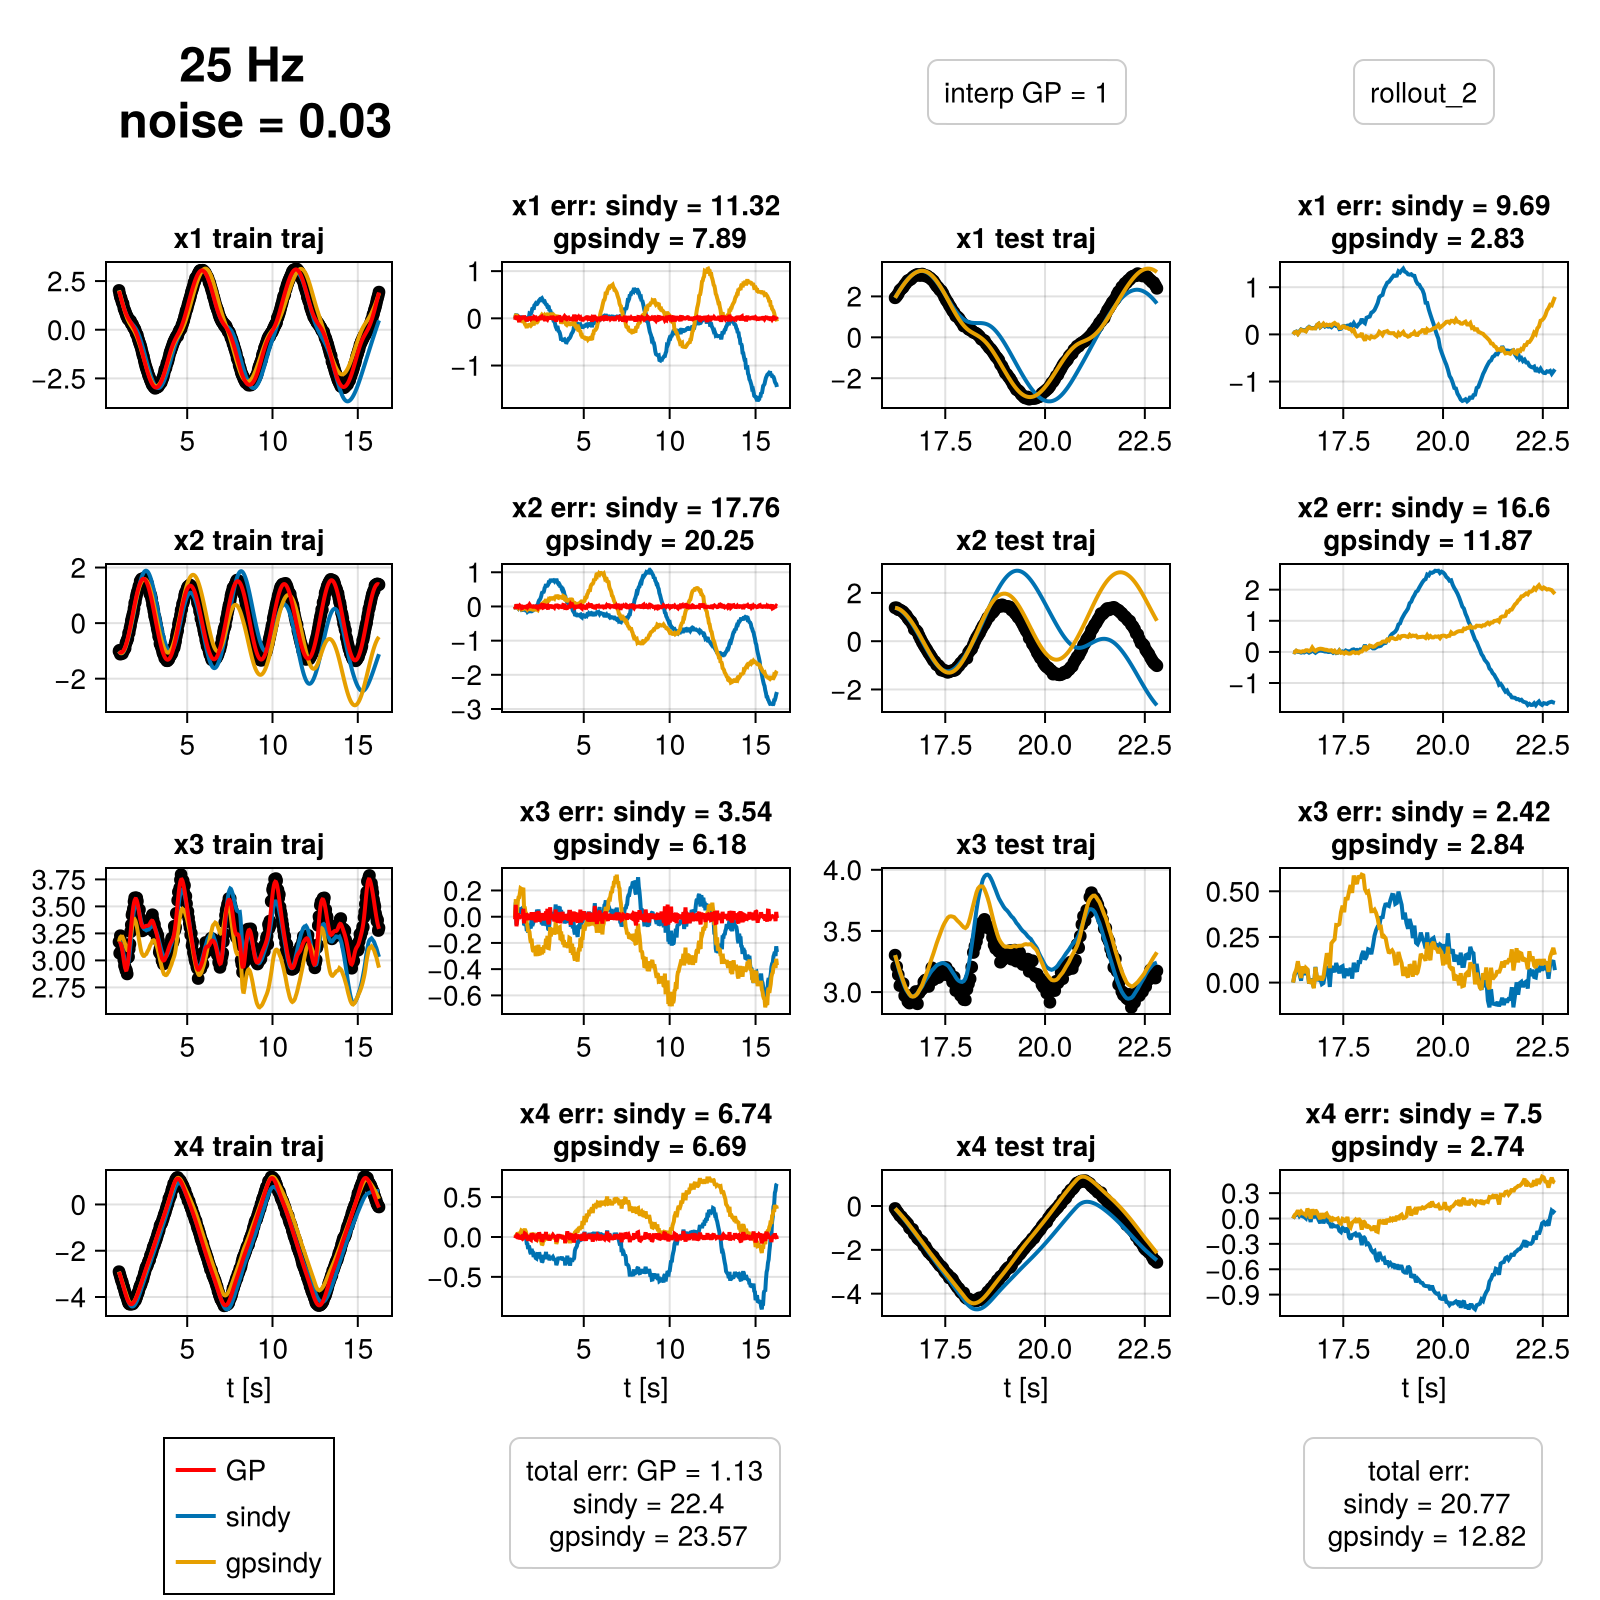 25 Hz
noise = 0.03
interp GP = 1
rollout_2
x1 train traj
2.5
0.0
−2.5
5
10
15
x1 err: sindy = 11.32
gpsindy = 7.89
1
0
−1
5
10
15
x1 test traj
2
0
−2
17.5
20.0
22.5
x1 err: sindy = 9.69
gpsindy = 2.83
1
0
−1
17.5
20.0
22.5
x2 train traj
2
0
−2
5
10
15
x2 err: sindy = 17.76
gpsindy = 20.25
1
0
−1
−2
−3
5
10
15
x2 test traj
2
0
−2
17.5
20.0
22.5
x2 err: sindy = 16.6
gpsindy = 11.87
2
1
0
−1
17.5
20.0
22.5
x3 train traj
3.75
3.50
3.25
3.00
2.75
5
10
15
x3 err: sindy = 3.54
gpsindy = 6.18
0.2
0.0
−0.2
−0.4
−0.6
5
10
15
x3 test traj
4.0
3.5
3.0
17.5
20.0
22.5
x3 err: sindy = 2.42
gpsindy = 2.84
0.50
0.25
0.00
17.5
20.0
22.5
x4 train traj
0
−2
−4
5
10
15
t [s]
x4 err: sindy = 6.74
gpsindy = 6.69
0.5
0.0
−0.5
5
10
15
t [s]
x4 test traj
0
−2
−4
17.5
20.0
22.5
t [s]
x4 err: sindy = 7.5
gpsindy = 2.74
0.3
0.0
−0.3
−0.6
−0.9
17.5
20.0
22.5
t [s]
GP
sindy
gpsindy
total err: GP = 1.13
sindy = 22.4
gpsindy = 23.57
total err:
sindy = 20.77
gpsindy = 12.82